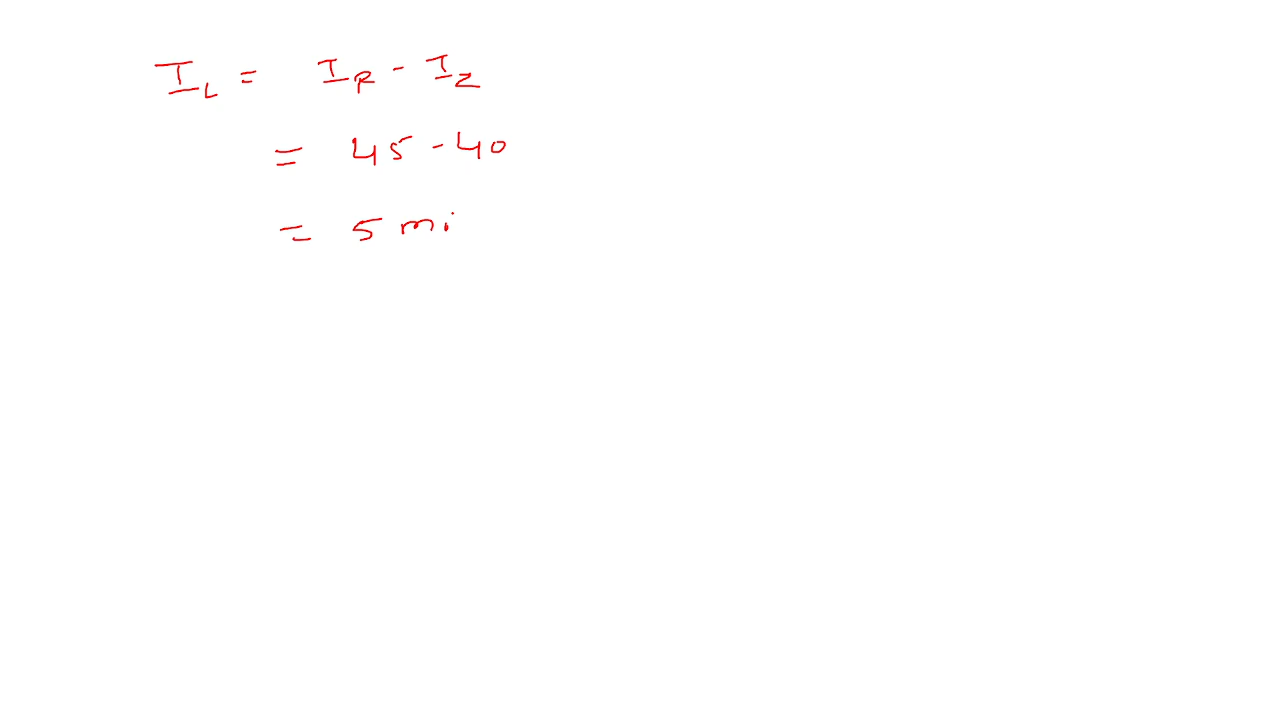 I_L = I_R - I_Z
= 45 - 40
= 5 mi